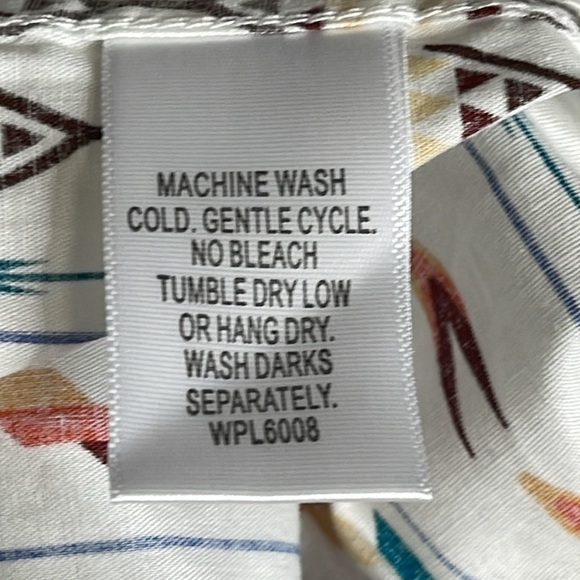 MACHINE WASH
COLD. GENTLE CYCLE.
NO BLEACH
TUMBLE DRY LOW
OR HANG DRY.
WASH DARKS
SEPARATELY.
WPL6008